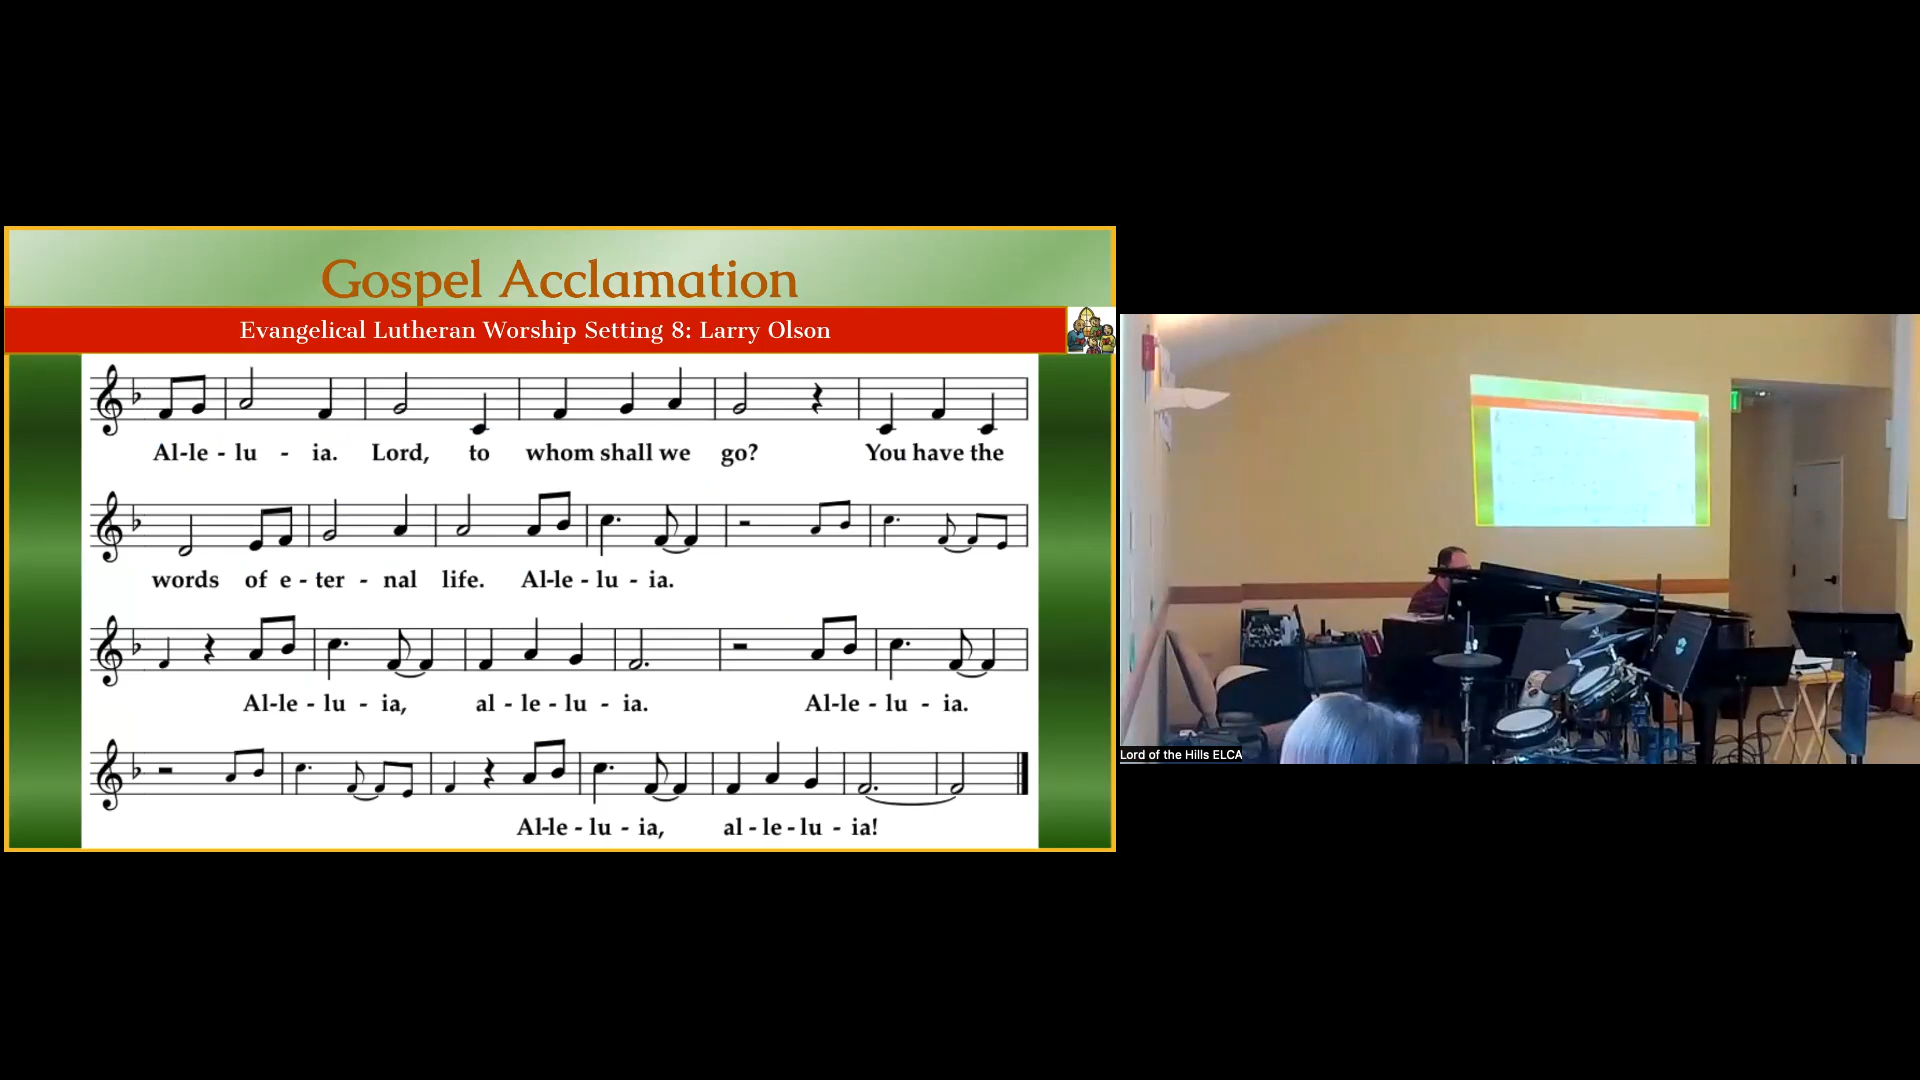 Gospel Acclamation
Evangelical Lutheran Worship Setting 8: Larry Olson
Al-le - lu - ia. Lord, to whom shall we go? You have the
words of e - ter - nal life. Al-le - lu - ia.
Al-le - lu - ia, al - le - lu - ia. Al-le - lu - ia.
Al-le - lu - ia, al - le - lu - ia!
Lord of the Hills ELCA